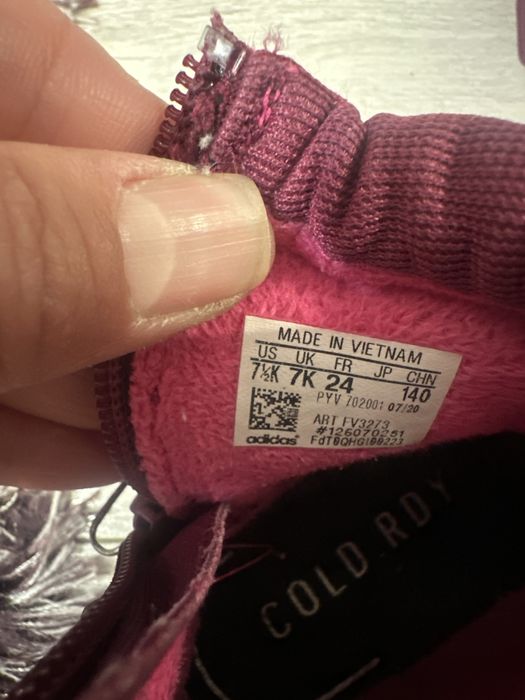 MADE IN VIETNAM
US UK FR JP CHN
7½K 7K 24 140
PYV 702001 07/20
ART FV3273
#126070251
adidas FdT0QHG100223
COLD.RDY